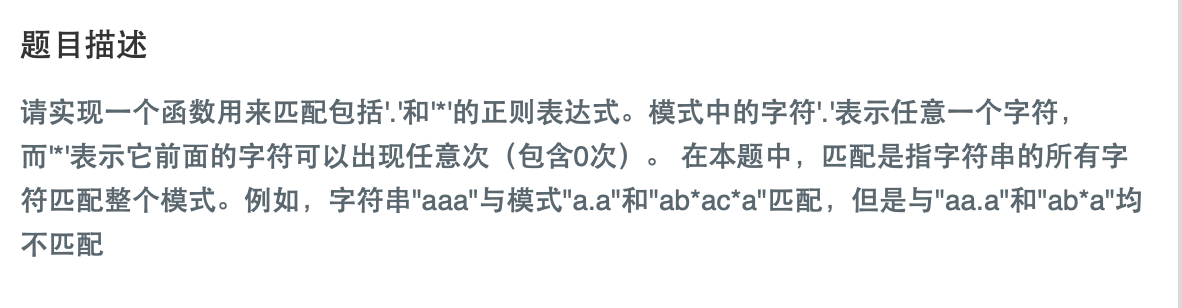 题目描述
请实现一个函数用来匹配包括'.'和'*'的正则表达式。模式中的字符'.'表示任意一个字符，
而'*'表示它前面的字符可以出现任意次（包含0次）。 在本题中，匹配是指字符串的所有字
符匹配整个模式。例如，字符串"aaa"与模式"a.a"和"ab*ac*a"匹配，但是与"aa.a"和"ab*a"均
不匹配